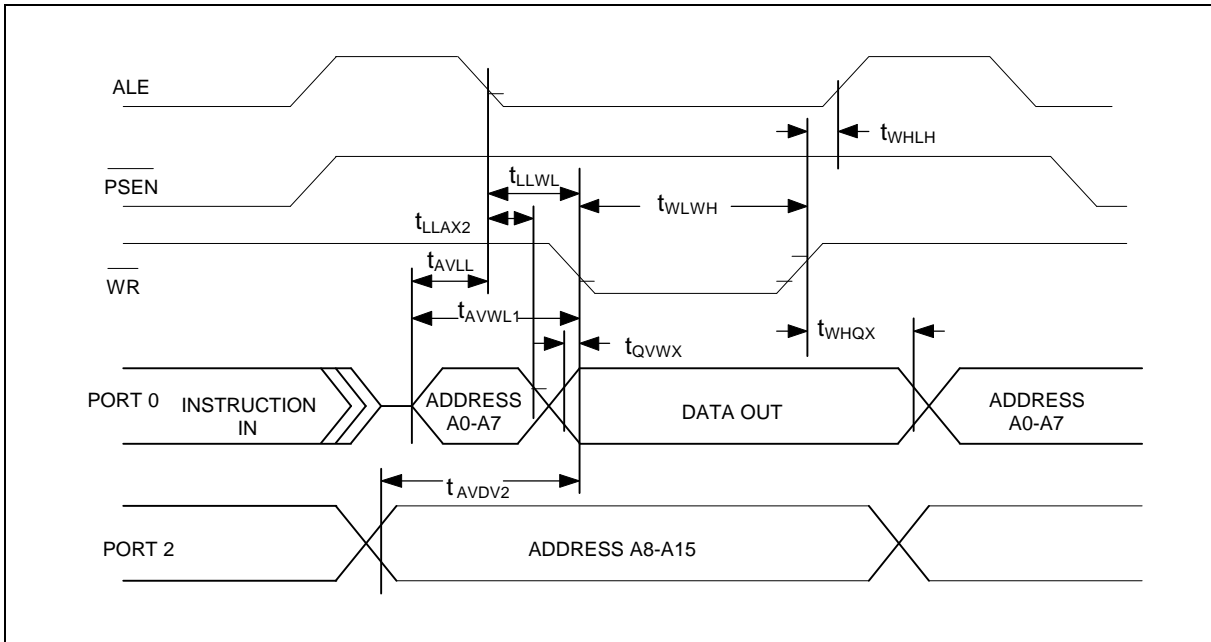 ALE
tWHLH
PSEN
tLLWL
tWLWH
tLLAX2
tAVLL
WR
tAVWL1
tWHQX
tQVWX
PORT 0
INSTRUCTION
IN
ADDRESS
A0-A7
DATA OUT
ADDRESS
A0-A7
tAVDV2
PORT 2
ADDRESS A8-A15